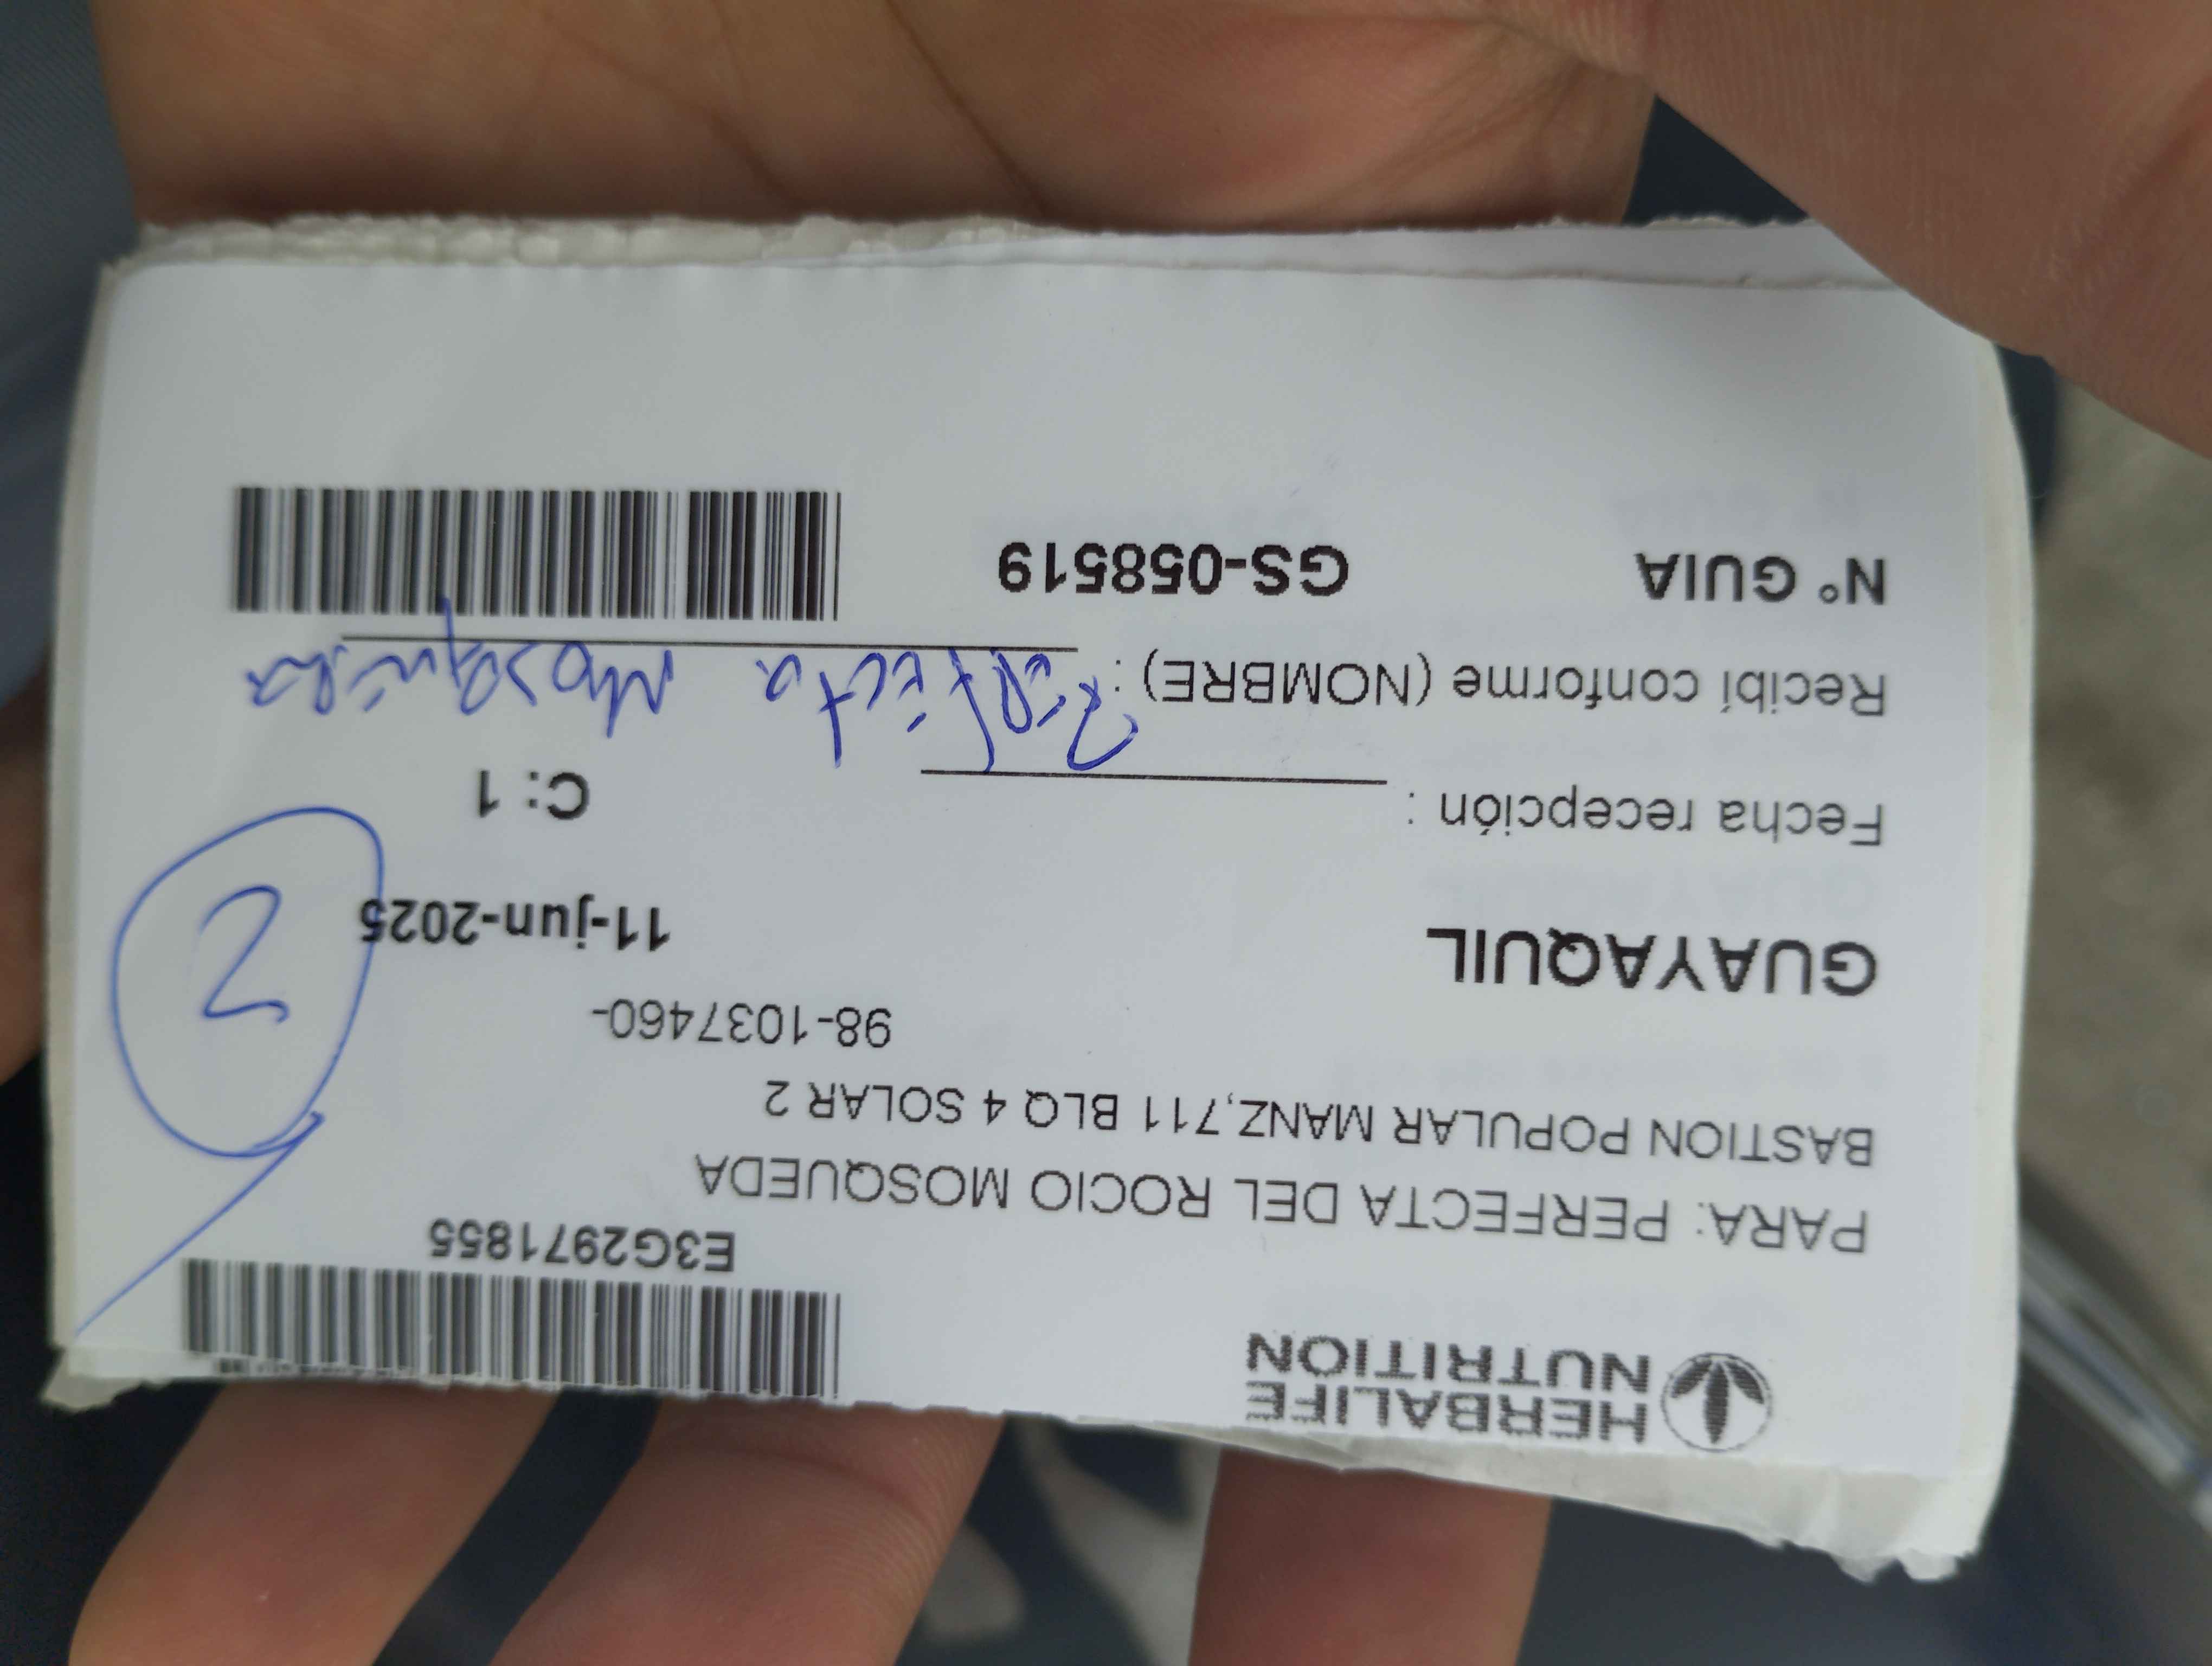 HERBALIFE
NUTRITION
E3G2971855
PARA: PERFECTA DEL ROCIO MOSQUEDA
BASTION POPULAR MANZ,711 BLQ 4 SOLAR 2
98-1037460-
GUAYAQUIL 11-jun-2025
2
Fecha recepción : C: 1
Recibí conforme (NOMBRE) : Perfecta Mosqueda
N° GUIA GS-058519